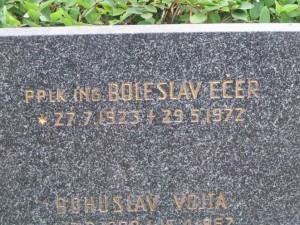 PPLK ING. BOLESLAV EČER
* 27.7.1923 + 29.5.1972
BOHUSLAV VOJTA